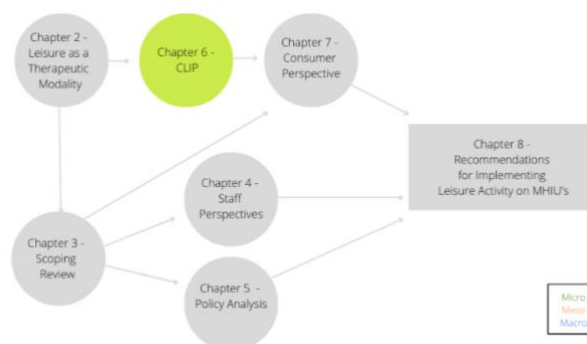 Chapter 2 -
Leisure as a
Therapeutic
Modality
Chapter 6 -
CLIP
Chapter 7 -
Consumer
Perspective
Chapter 8 -
Recommendations
for Implementing
Leisure Activity on MHIU's
Chapter 4 -
Staff
Perspectives
Chapter 3 -
Scoping
Review
Chapter 5 -
Policy Analysis
Micro
Meso
Macro